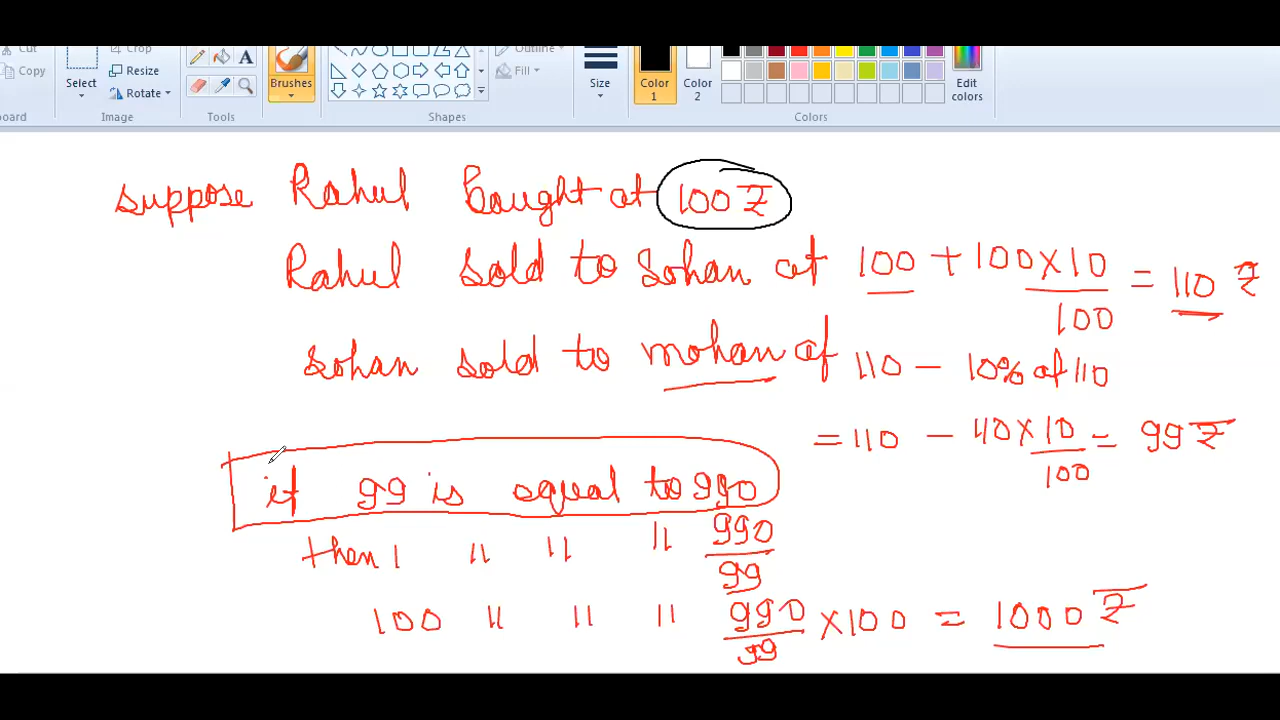 Cut Crop Outline
Copy Select Resize Rotate A Brushes Fill Size Color 1 Color 2 Edit colors
oard Image Tools Shapes Colors
suppose Rahul bought at 100 ₹
Rahul sold to Sohan at 100 + 100×10/100 = 110 ₹
sohan sold to mohan at 110 - 10% of 110
= 110 - 110×10/100 = 99 ₹
if 99 is equal to 990
then 1 " " " 990/99
100 " " " 990/99 ×100 = 1000 ₹